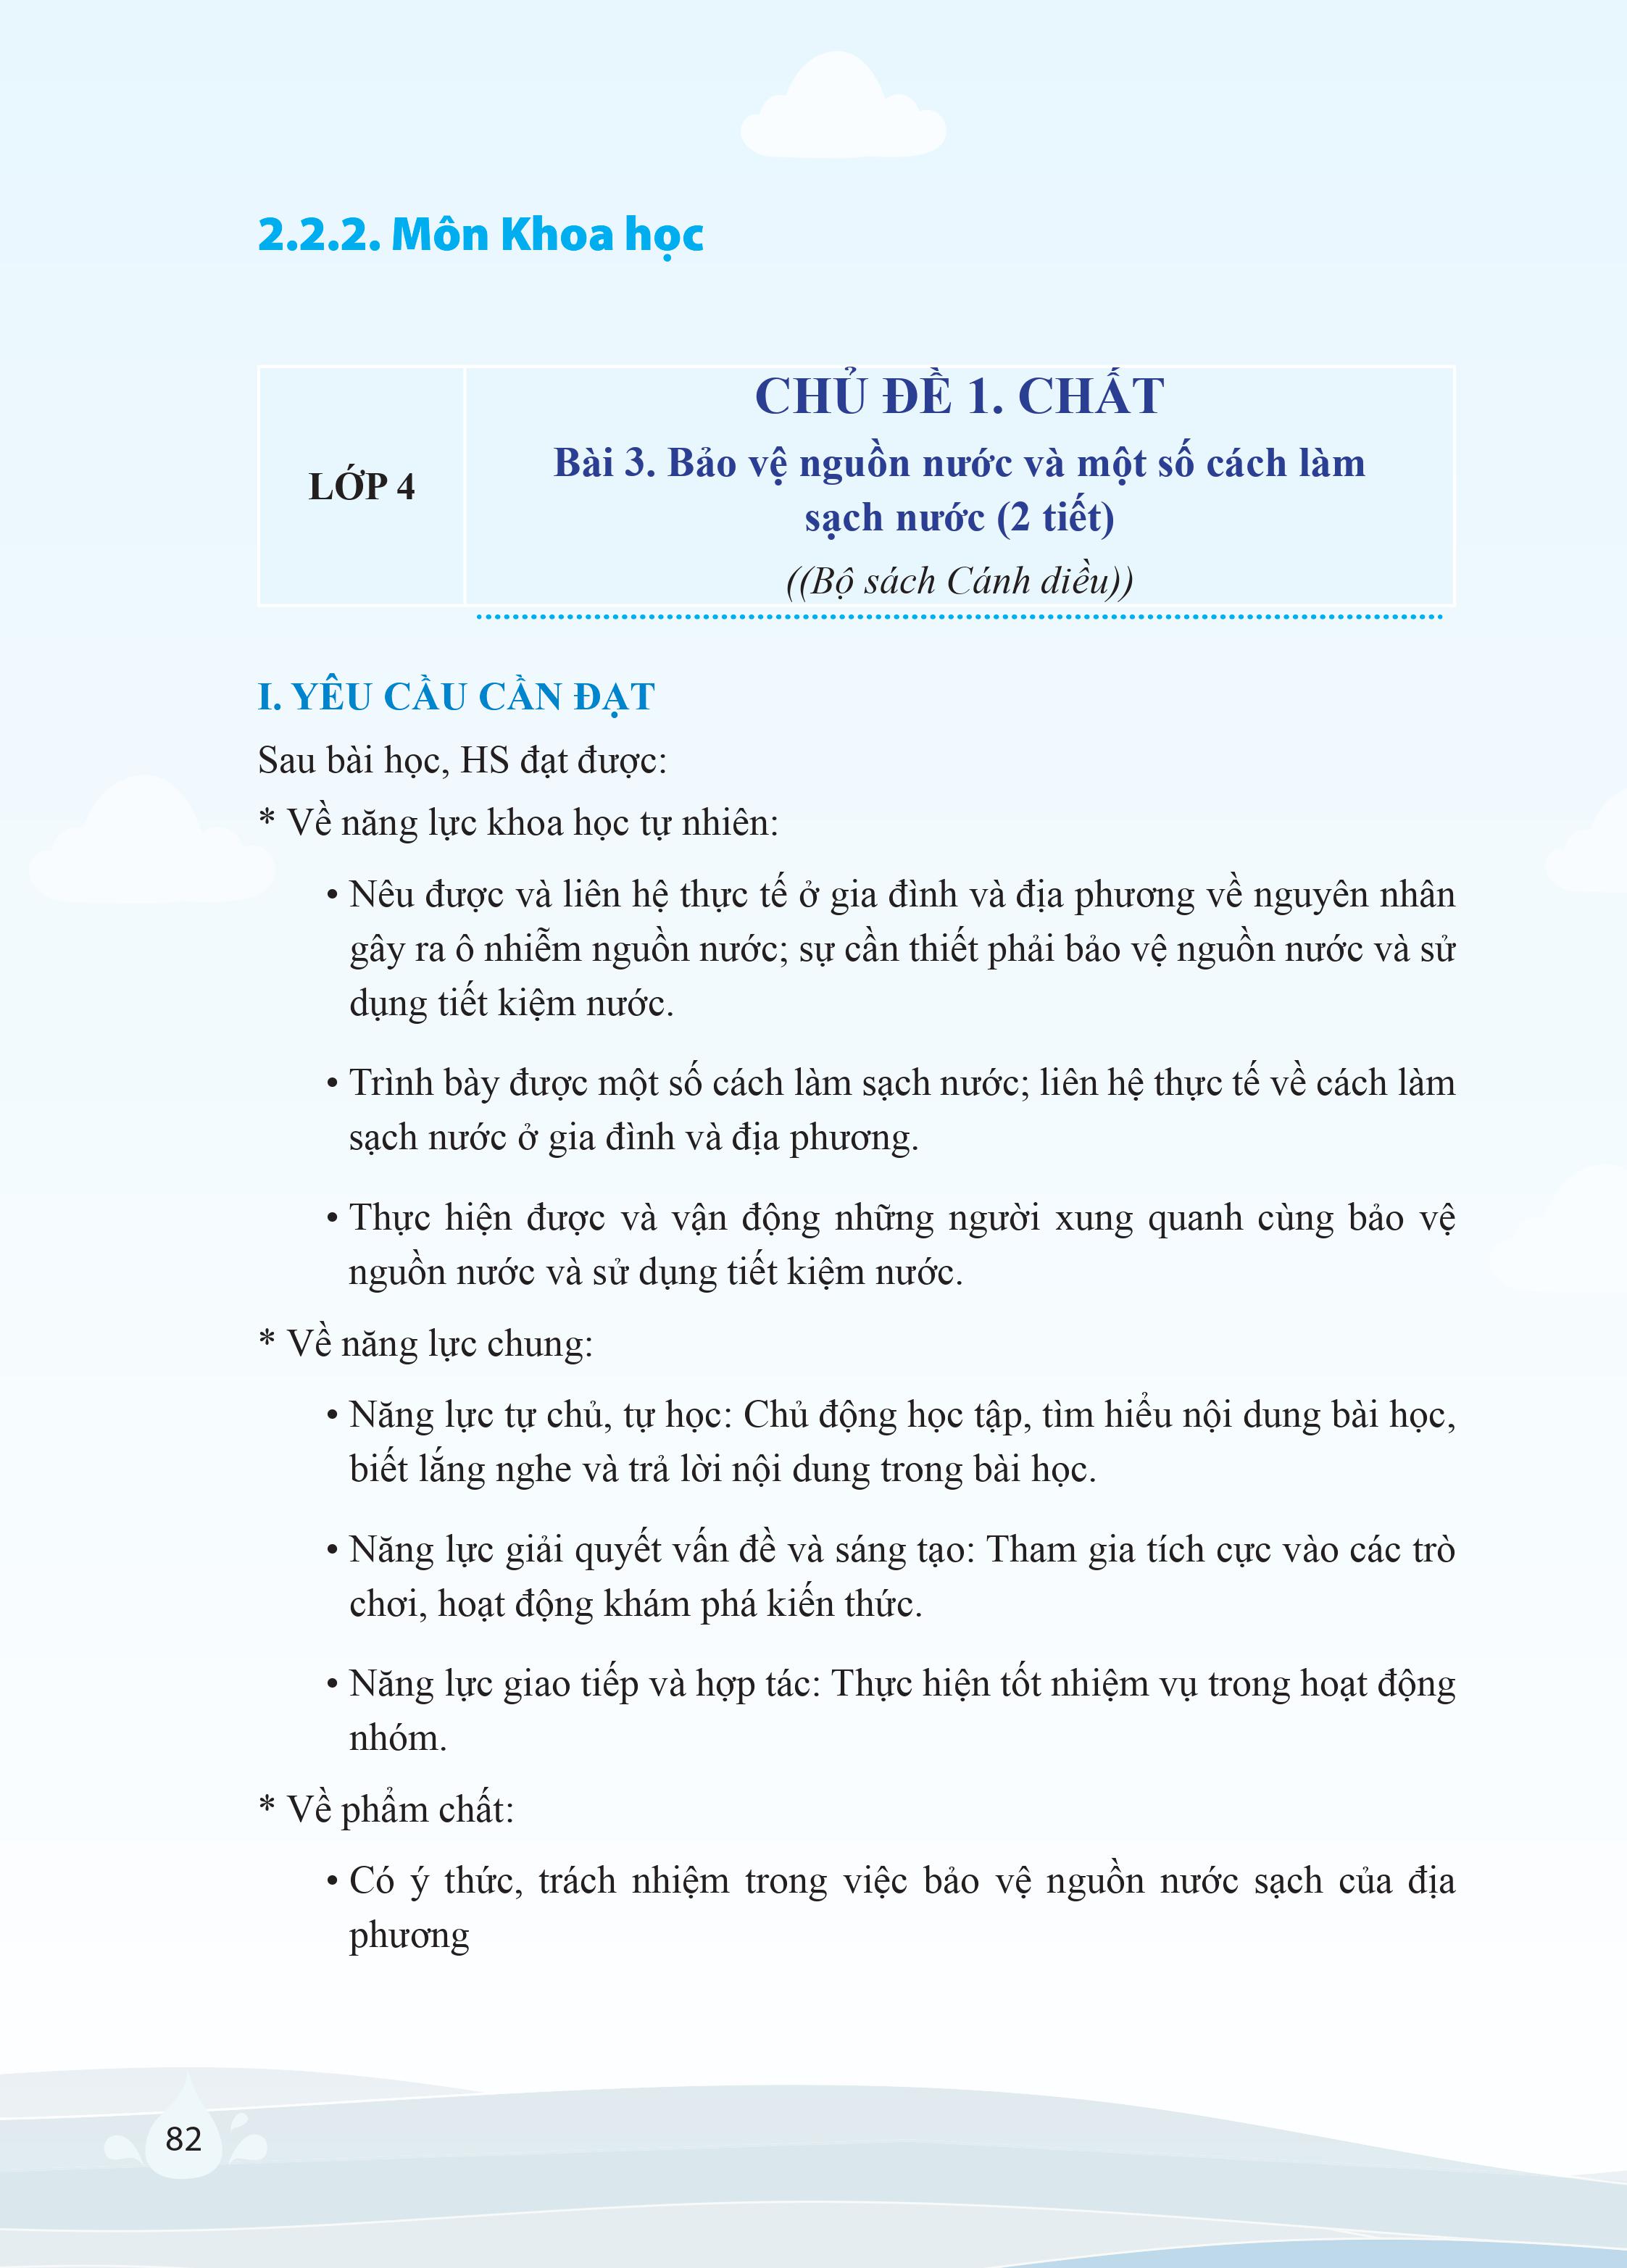 2.2.2. Môn Khoa học
LỚP 4
CHỦ ĐỀ 1. CHẤT
Bài 3. Bảo vệ nguồn nước và một số cách làm
sạch nước (2 tiết)
((Bộ sách Cánh diều))
I. YÊU CẦU CẦN ĐẠT
Sau bài học, HS đạt được:
* Về năng lực khoa học tự nhiên:
• Nêu được và liên hệ thực tế ở gia đình và địa phương về nguyên nhân
gây ra ô nhiễm nguồn nước; sự cần thiết phải bảo vệ nguồn nước và sử
dụng tiết kiệm nước.
• Trình bày được một số cách làm sạch nước; liên hệ thực tế về cách làm
sạch nước ở gia đình và địa phương.
• Thực hiện được và vận động những người xung quanh cùng bảo vệ
nguồn nước và sử dụng tiết kiệm nước.
* Về năng lực chung:
• Năng lực tự chủ, tự học: Chủ động học tập, tìm hiểu nội dung bài học,
biết lắng nghe và trả lời nội dung trong bài học.
• Năng lực giải quyết vấn đề và sáng tạo: Tham gia tích cực vào các trò
chơi, hoạt động khám phá kiến thức.
• Năng lực giao tiếp và hợp tác: Thực hiện tốt nhiệm vụ trong hoạt động
nhóm.
* Về phẩm chất:
• Có ý thức, trách nhiệm trong việc bảo vệ nguồn nước sạch của địa
phương
82